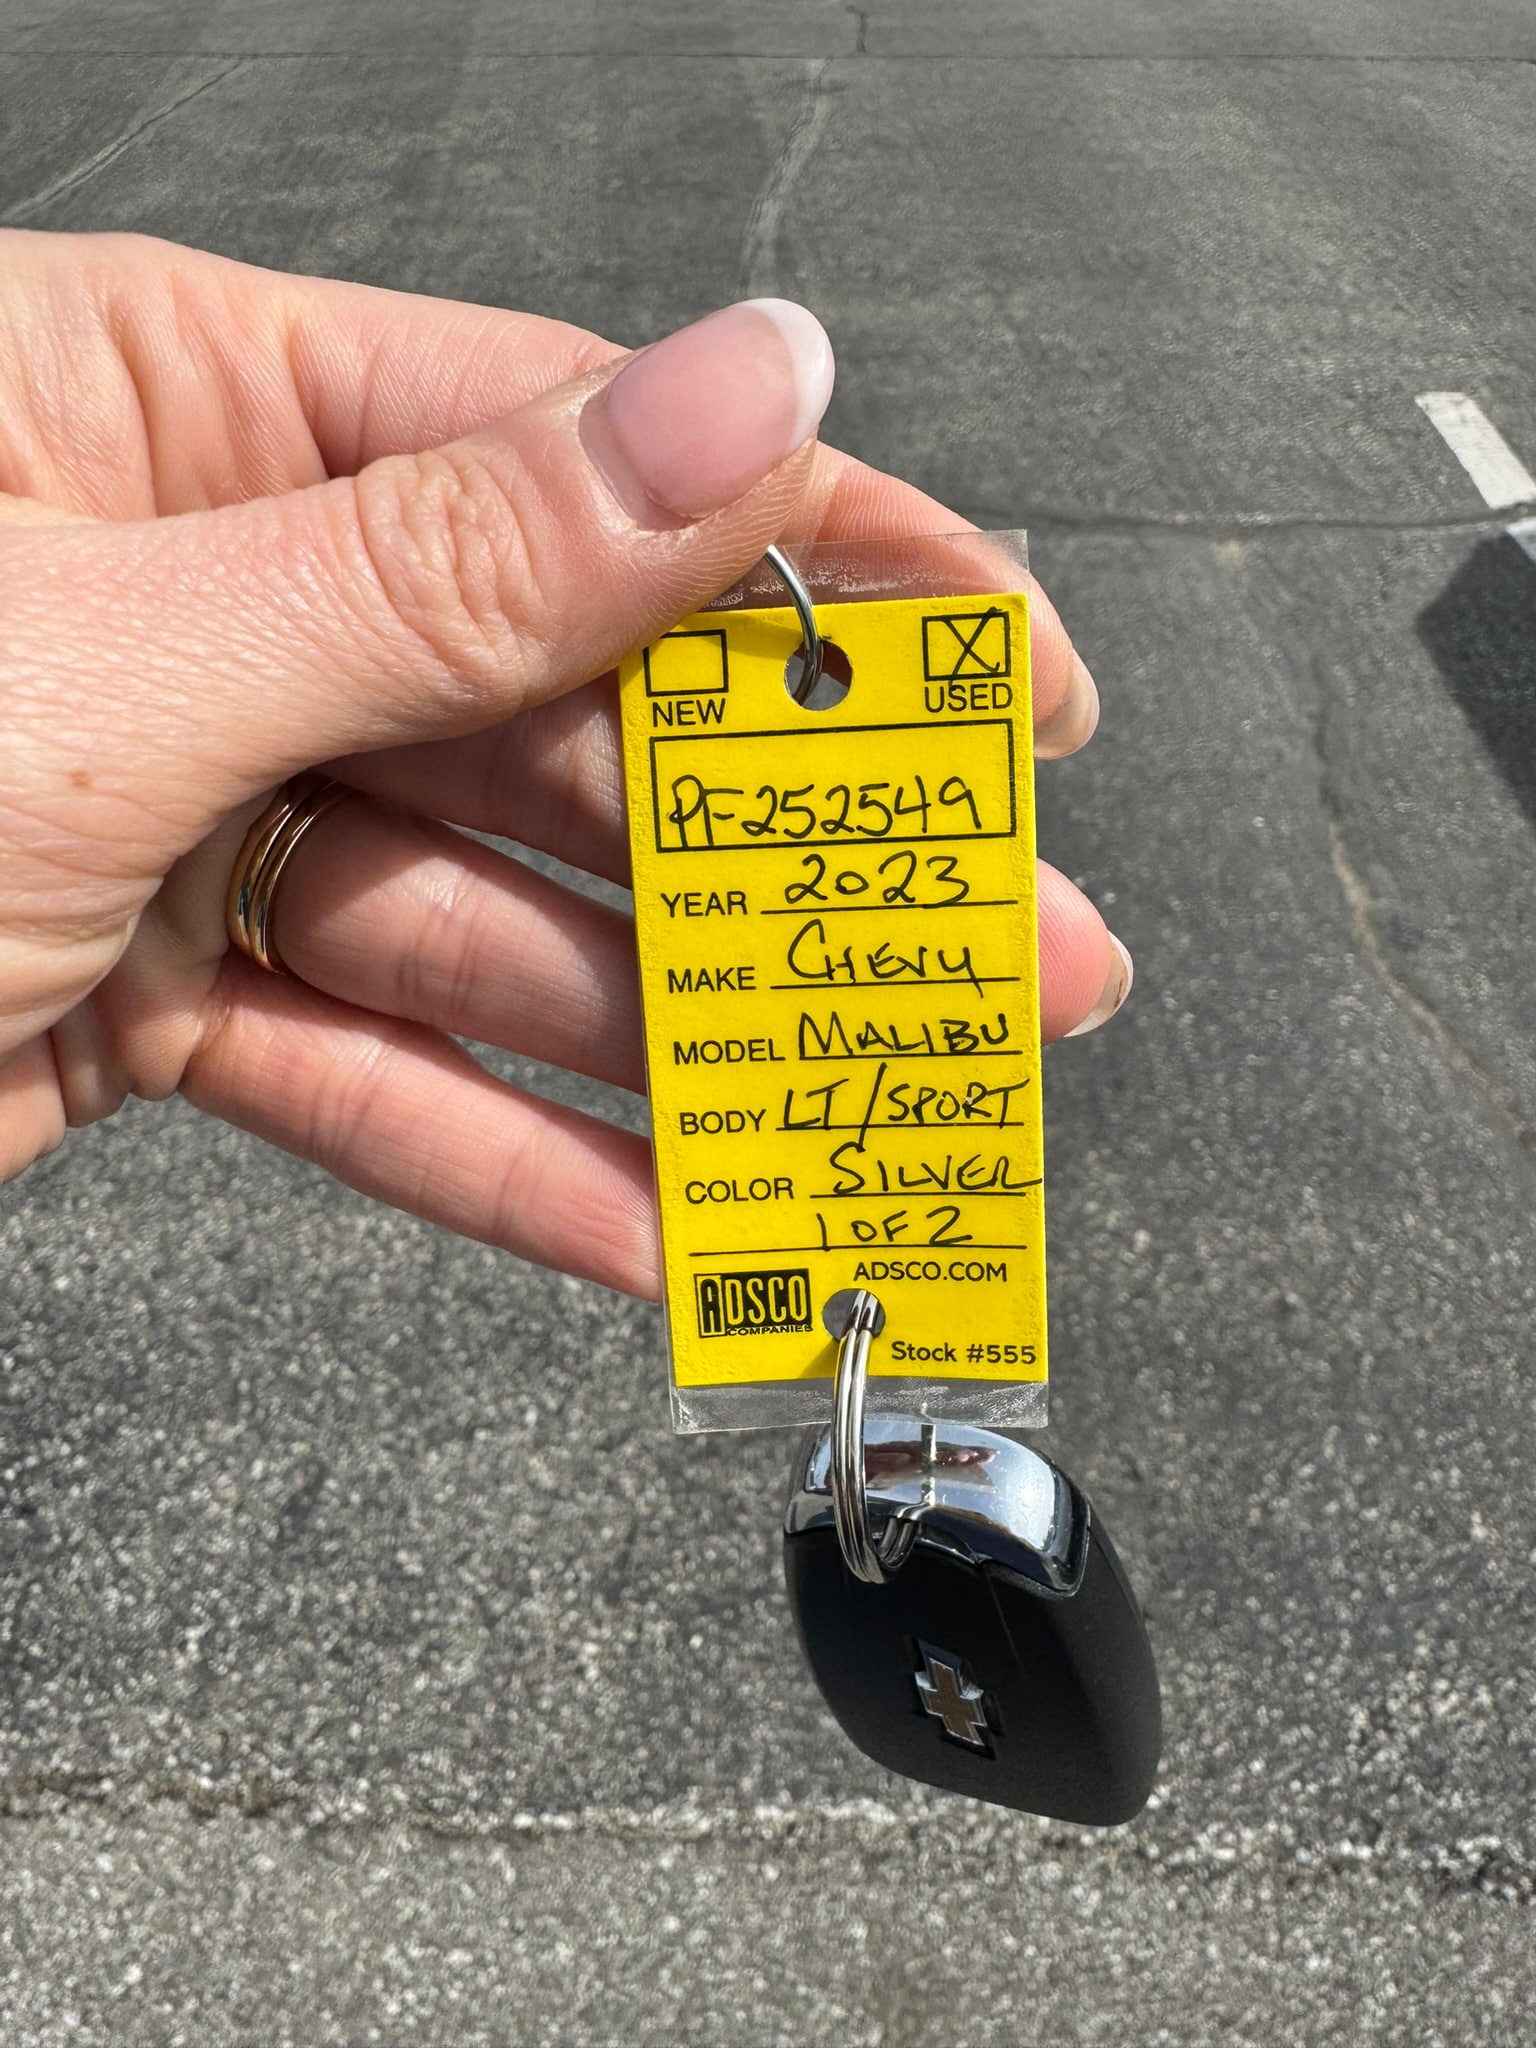 X
NEW USED
PF252549
YEAR 2023
MAKE CHEVY
MODEL MALIBU
BODY LT/SPORT
COLOR SILVER
1 OF 2
ADSCO COMPANIES ADSCO.COM
Stock #555